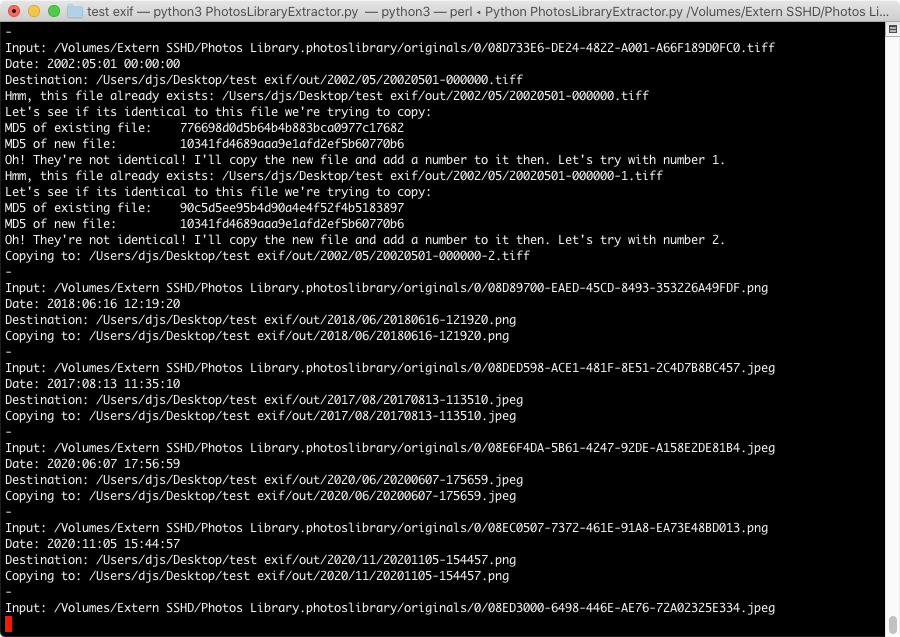 test exif — python3 PhotosLibraryExtractor.py — python3 — perl ◂ Python PhotosLibraryExtractor.py /Volumes/Extern SSHD/Photos Li...
-
Input: /Volumes/Extern SSHD/Photos Library.photoslibrary/originals/0/08D733E6-DE24-4822-A001-A66F189D0FC0.tiff
Date: 2002:05:01 00:00:00
Destination: /Users/djs/Desktop/test exif/out/2002/05/20020501-000000.tiff
Hmm, this file already exists: /Users/djs/Desktop/test exif/out/2002/05/20020501-000000.tiff
Let's see if its identical to this file we're trying to copy:
MD5 of existing file:    776698d0d5b64b4b883bca0977c17682
MD5 of new file:         10341fd4689aaa9e1afd2ef5b60770b6
Oh! They're not identical! I'll copy the new file and add a number to it then. Let's try with number 1.
Hmm, this file already exists: /Users/djs/Desktop/test exif/out/2002/05/20020501-000000-1.tiff
Let's see if its identical to this file we're trying to copy:
MD5 of existing file:    90c5d5ee95b4d90a4e4f52f4b5183897
MD5 of new file:         10341fd4689aaa9e1afd2ef5b60770b6
Oh! They're not identical! I'll copy the new file and add a number to it then. Let's try with number 2.
Copying to: /Users/djs/Desktop/test exif/out/2002/05/20020501-000000-2.tiff
-
Input: /Volumes/Extern SSHD/Photos Library.photoslibrary/originals/0/08D89700-EAED-45CD-8493-353226A49FDF.png
Date: 2018:06:16 12:19:20
Destination: /Users/djs/Desktop/test exif/out/2018/06/20180616-121920.png
Copying to: /Users/djs/Desktop/test exif/out/2018/06/20180616-121920.png
-
Input: /Volumes/Extern SSHD/Photos Library.photoslibrary/originals/0/08DED598-ACE1-481F-8E51-2C4D7B8BC457.jpeg
Date: 2017:08:13 11:35:10
Destination: /Users/djs/Desktop/test exif/out/2017/08/20170813-113510.jpeg
Copying to: /Users/djs/Desktop/test exif/out/2017/08/20170813-113510.jpeg
-
Input: /Volumes/Extern SSHD/Photos Library.photoslibrary/originals/0/08E6F4DA-5B61-4247-92DE-A158E2DE81B4.jpeg
Date: 2020:06:07 17:56:59
Destination: /Users/djs/Desktop/test exif/out/2020/06/20200607-175659.jpeg
Copying to: /Users/djs/Desktop/test exif/out/2020/06/20200607-175659.jpeg
-
Input: /Volumes/Extern SSHD/Photos Library.photoslibrary/originals/0/08EC0507-7372-461E-91A8-EA73E48BD013.png
Date: 2020:11:05 15:44:57
Destination: /Users/djs/Desktop/test exif/out/2020/11/20201105-154457.png
Copying to: /Users/djs/Desktop/test exif/out/2020/11/20201105-154457.png
-
Input: /Volumes/Extern SSHD/Photos Library.photoslibrary/originals/0/08ED3000-6498-446E-AE76-72A02325E334.jpeg